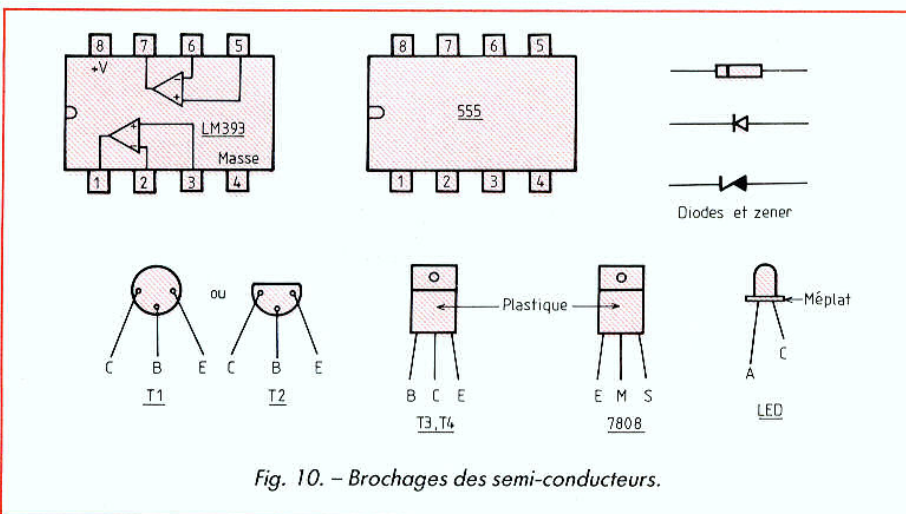 8 7 6 5
+V
- +
+ -
LM393
Masse
1 2 3 4
8 7 6 5
555
1 2 3 4
Diodes et zener
C B E
T1
ou
C B E
T2
Plastique
B C E
T3,T4
E M S
7808
Méplat
A C
LED
Fig. 10. – Brochages des semi-conducteurs.